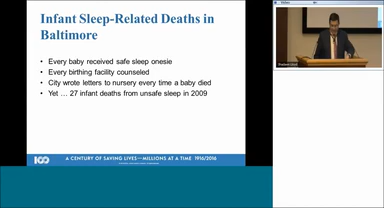 Infant Sleep-Related Deaths in
Baltimore
• Every baby received safe sleep onesie
• Every birthing facility counseled
• City wrote letters to nursery every time a baby died
• Yet … 27 infant deaths from unsafe sleep in 2009
100
A CENTURY OF SAVING LIVES—MILLIONS AT A TIME 1916/2016